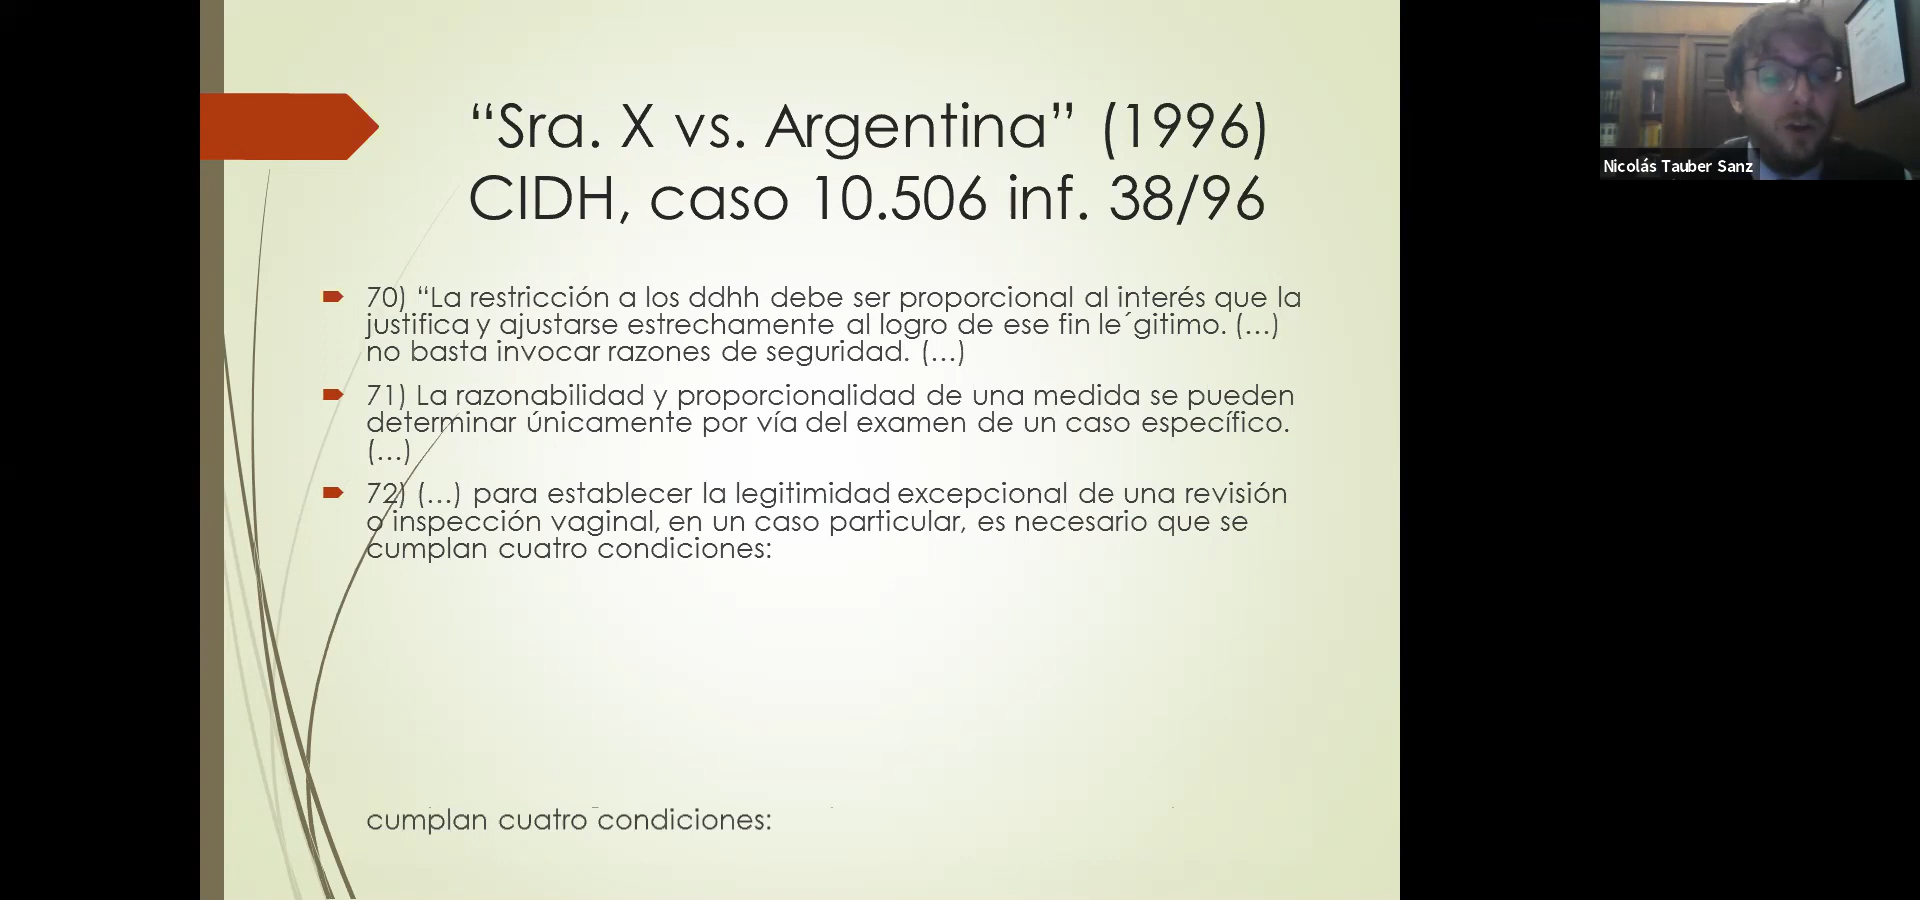 “Sra. X vs. Argentina” (1996)
CIDH, caso 10.506 inf. 38/96
70) “La restricción a los ddhh debe ser proporcional al interés que la
justifica y ajustarse estrechamente al logro de ese fin le´gitimo. (...)
no basta invocar razones de seguridad. (...)
71) La razonabilidad y proporcionalidad de una medida se pueden
determinar únicamente por vía del examen de un caso específico.
(...)
72) (...) para establecer la legitimidad excepcional de una revisión
o inspección vaginal, en un caso particular, es necesario que se
cumplan cuatro condiciones:
cumplan cuatro condiciones:
Nicolás Tauber Sanz